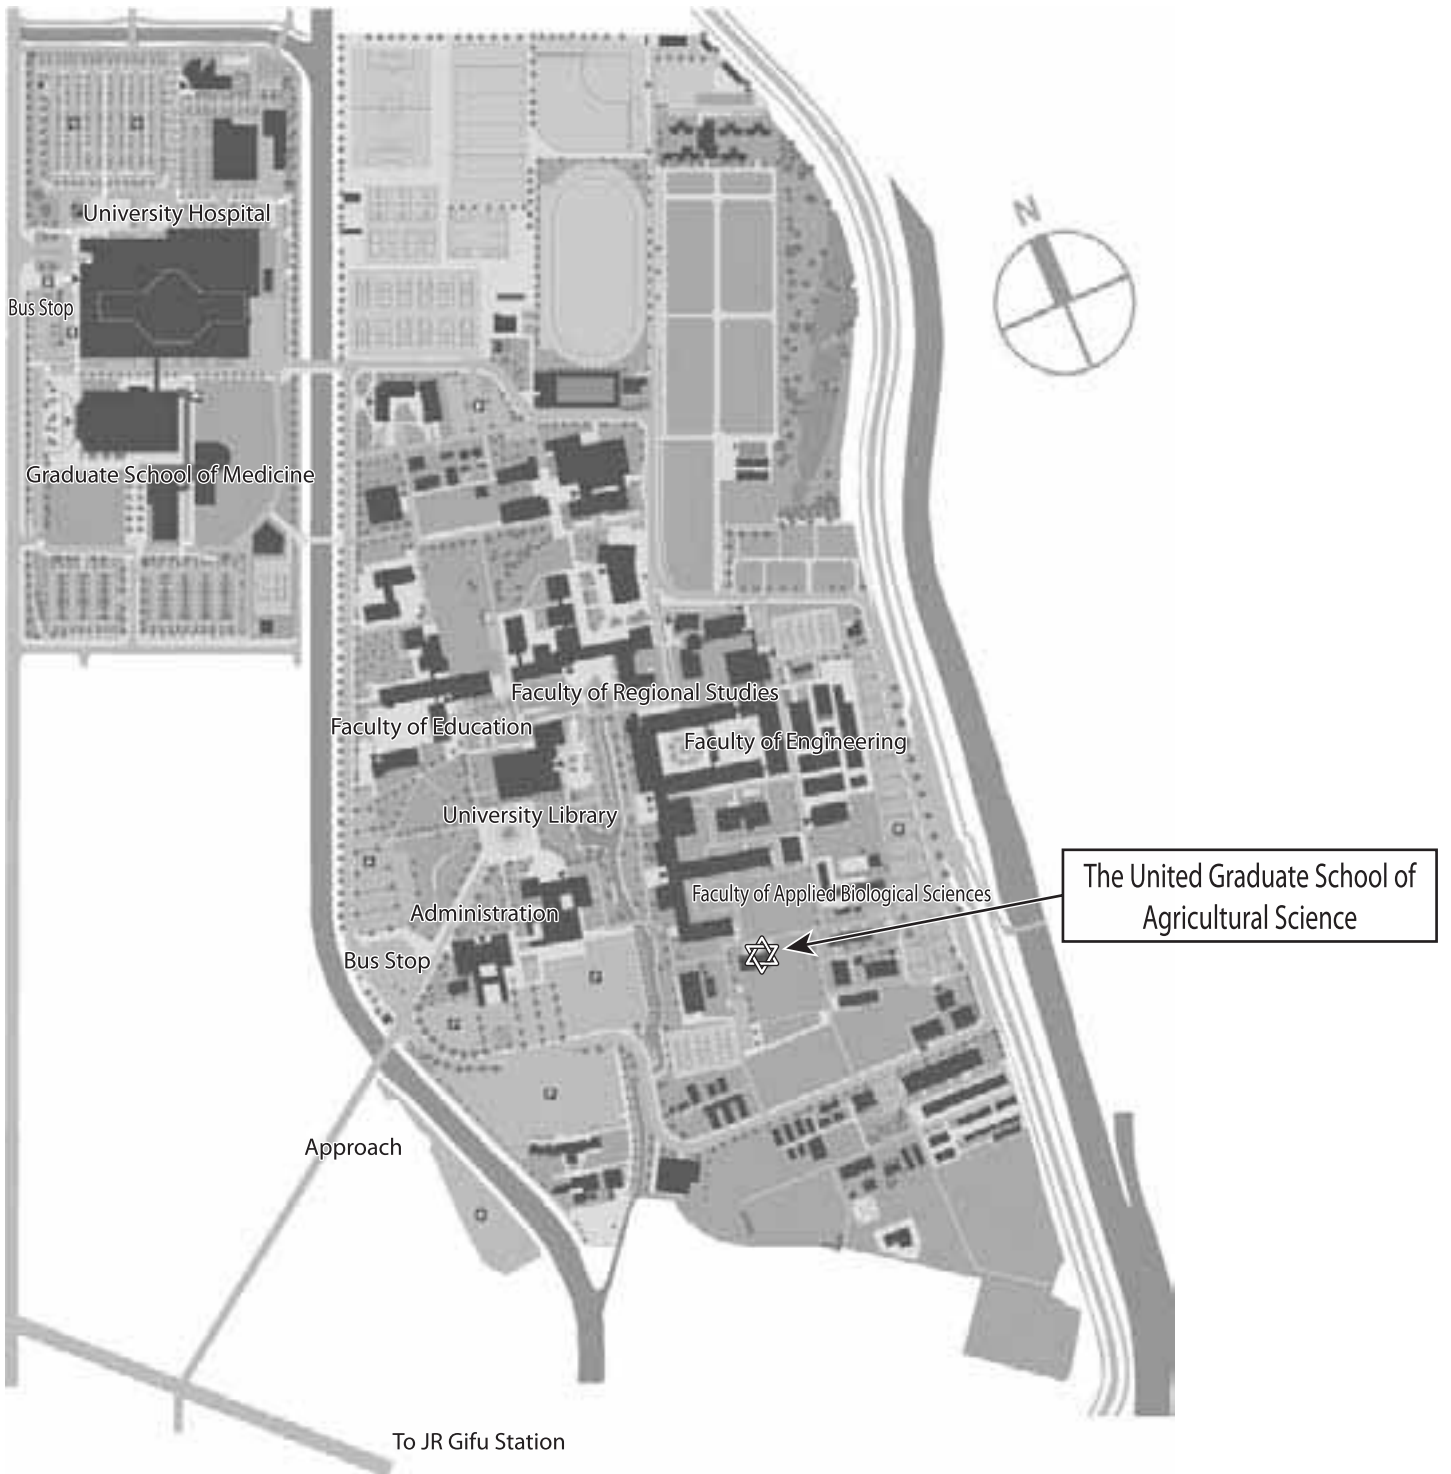 N
University Hospital
Bus Stop
Graduate School of Medicine
Faculty of Regional Studies
Faculty of Education
Faculty of Engineering
University Library
The United Graduate School of
Agricultural Science
Faculty of Applied Biological Sciences
Administration
Bus Stop
Approach
To JR Gifu Station